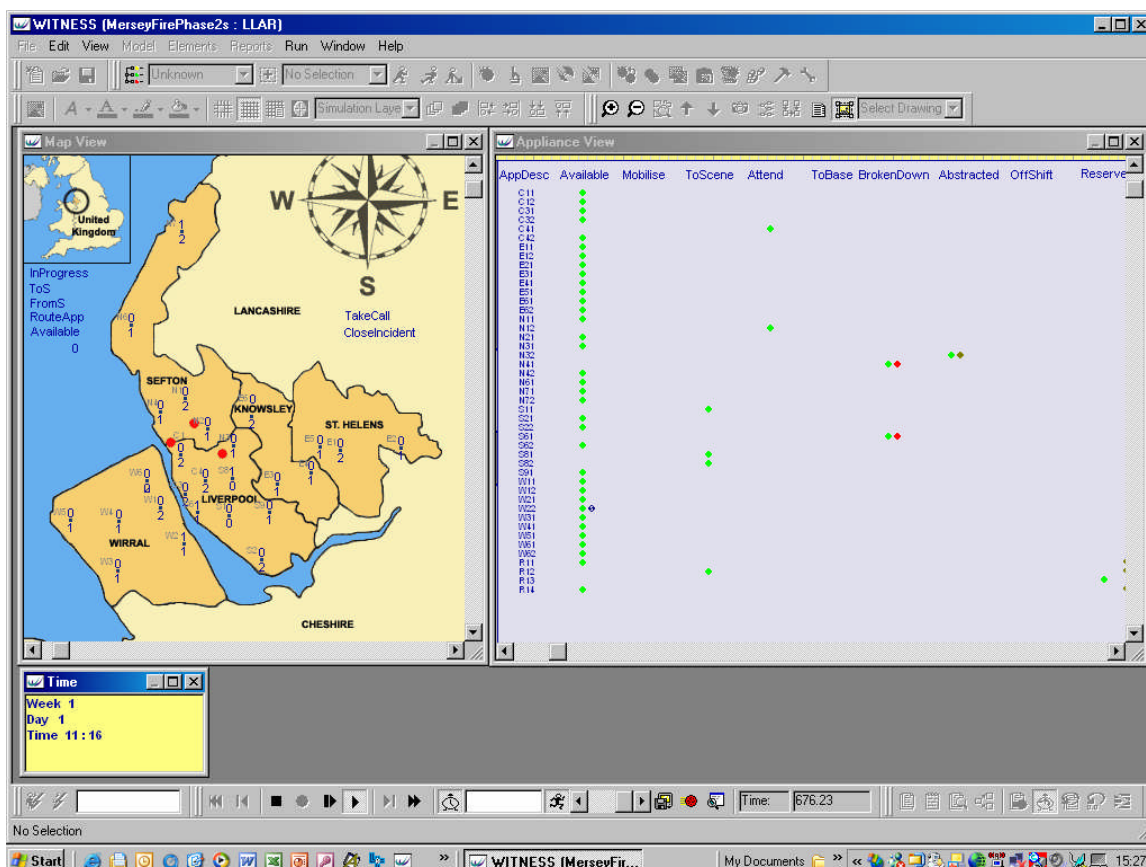 WITNESS (MerseyFirePhase2s : LLAR)
File Edit View Model Elements Reports Run Window Help
Unknown No Selection
Simulation Laye Select Drawing
Map View
United
Kingdom
W E
S
InProgress
ToS
FromS
RouteApp
Available
0
TakeCall
CloseIncident
LANCASHIRE
SEFTON
KNOWSLEY
ST. HELENS
LIVERPOOL
WIRRAL
CHESHIRE
Appliance View
AppDesc Available Mobilise ToScene Attend ToBase BrokenDown Abstracted OffShift Reserve
C11
C12
C31
C32
C41
C42
E11
E12
E21
E31
E41
E51
E61
E62
N11
N12
N21
N31
N32
N41
N42
N61
N71
N72
S11
S21
S22
S61
S62
S81
S82
S91
W11
W12
W21
W22
W31
W41
W51
W61
W62
R11
R12
R13
R14
Time
Week 1
Day 1
Time 11:16
Time: 676.23
No Selection
Start WITNESS [MerseyFir... My Documents